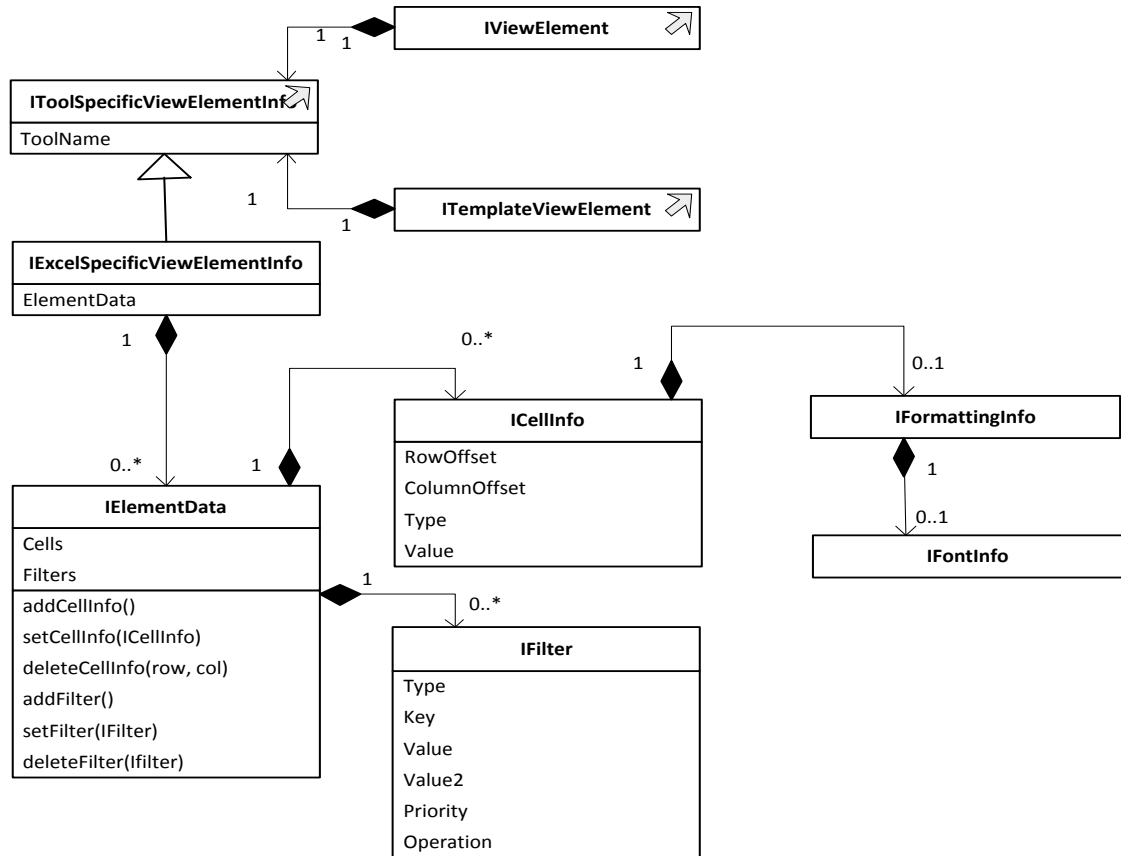 IViewElement
1
1
IToolSpecificViewElementInfo
ToolName
1
1
ITemplateViewElement
IExcelSpecificViewElementInfo
ElementData
1
0..*
1
0..1
ICellInfo
RowOffset
ColumnOffset
Type
Value
IFormattingInfo
1
0..1
IFontInfo
0..*
1
IElementData
Cells
Filters
addCellInfo()
setCellInfo(ICellInfo)
deleteCellInfo(row, col)
addFilter()
setFilter(IFilter)
deleteFilter(Ifilter)
1
0..*
IFilter
Type
Key
Value
Value2
Priority
Operation